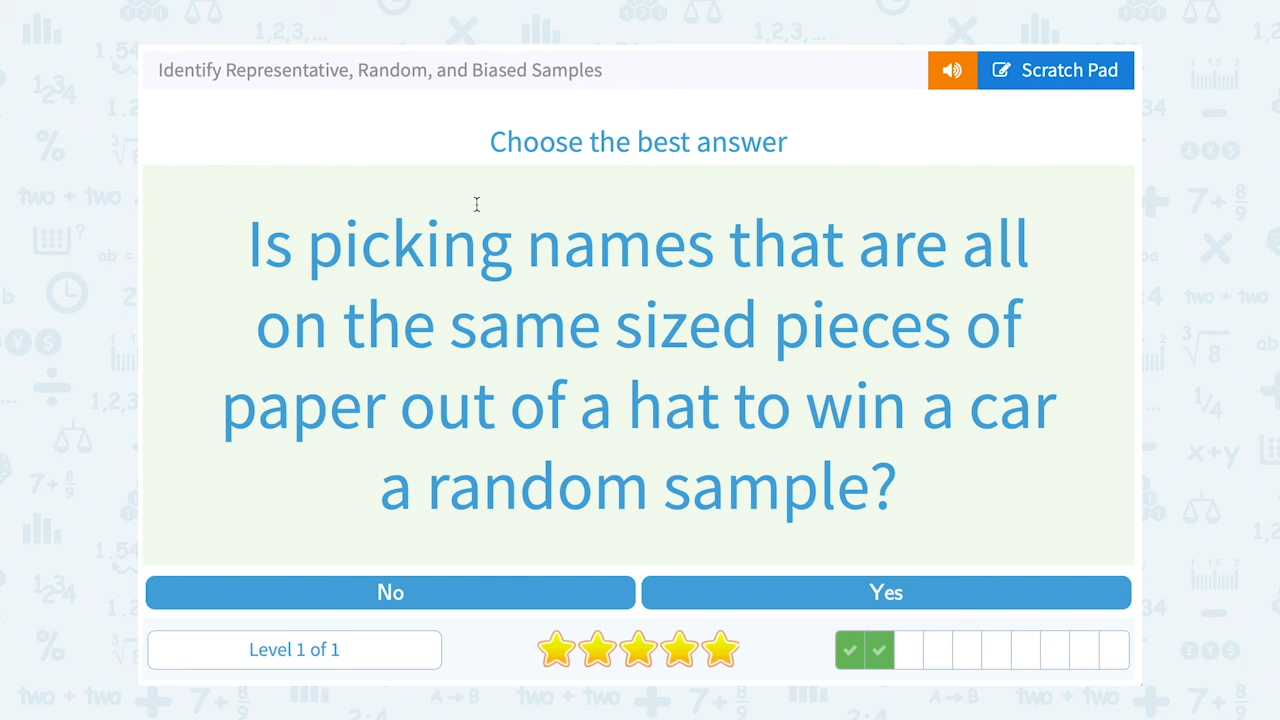 Identify Representative, Random, and Biased Samples
Scratch Pad
Choose the best answer
Is picking names that are all
on the same sized pieces of
paper out of a hat to win a car
a random sample?
No
Yes
Level 1 of 1